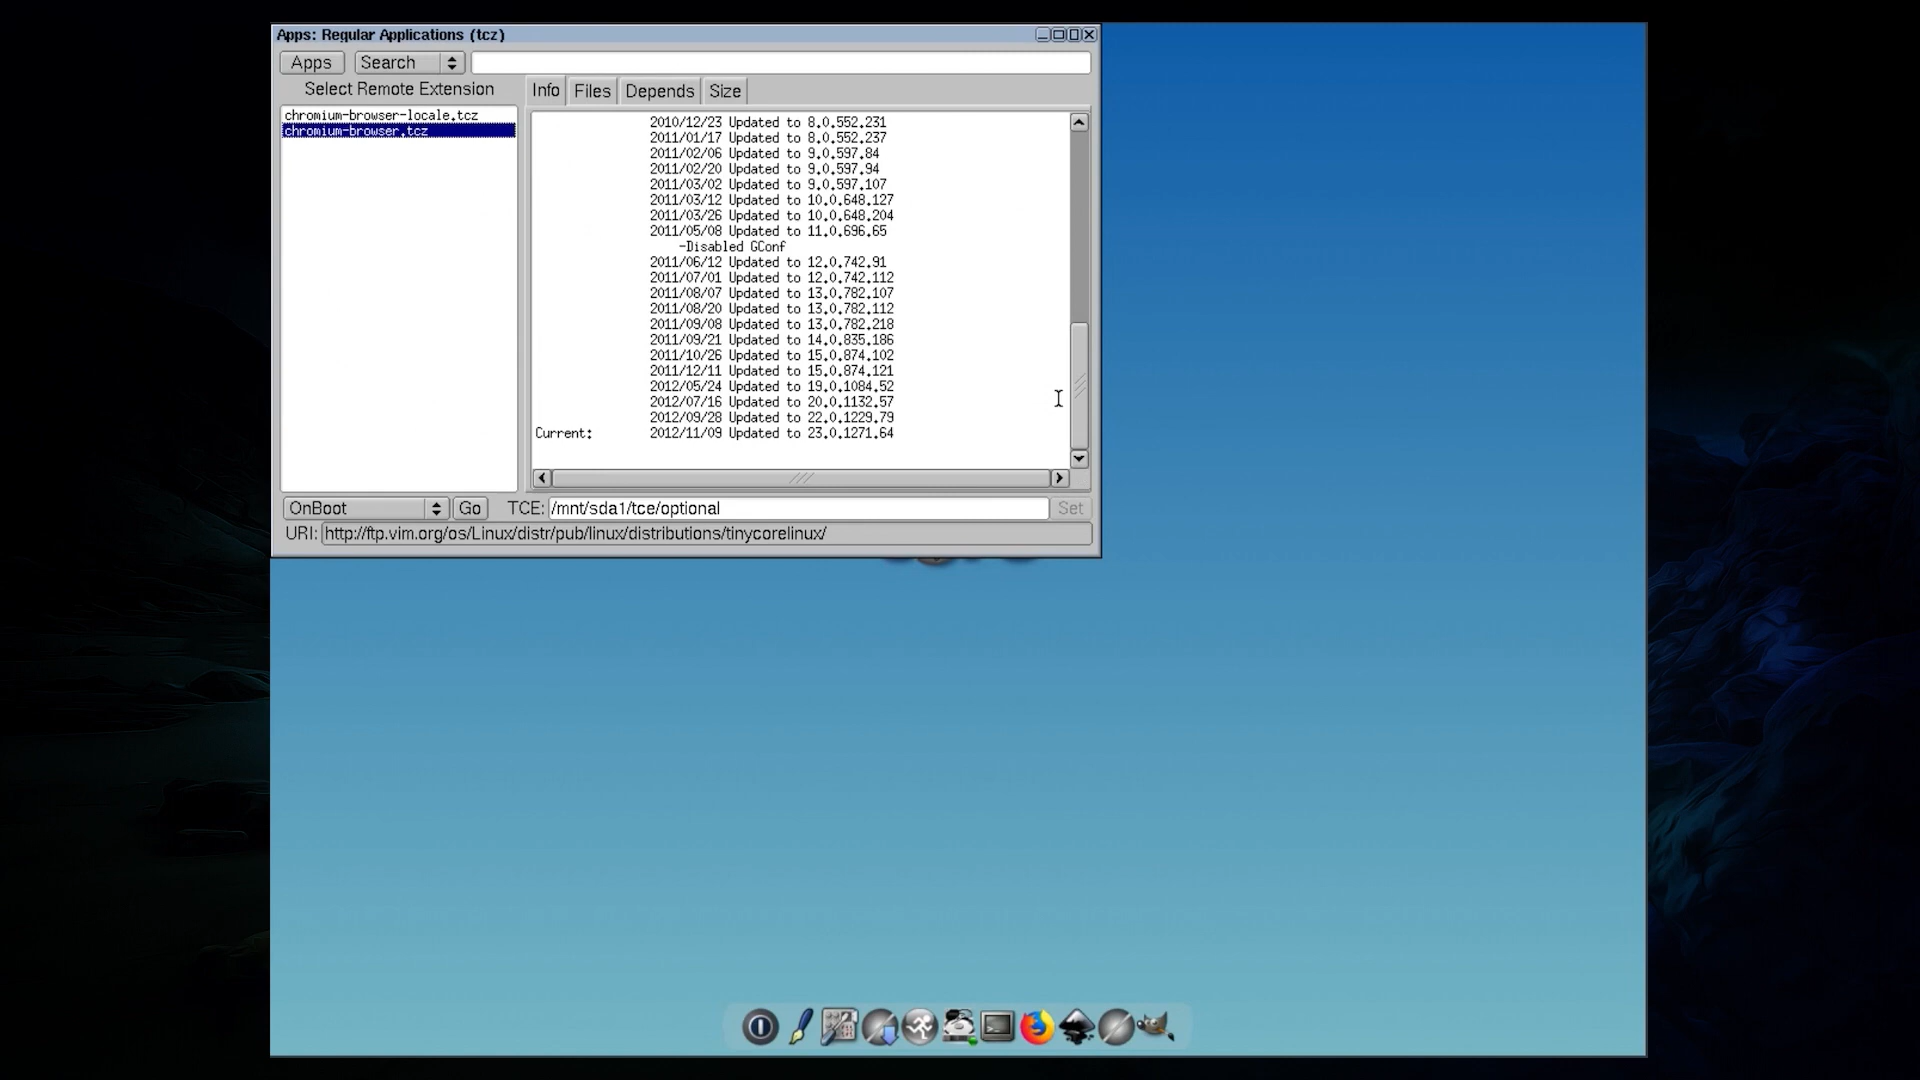 Apps: Regular Applications (tcz)
Apps Search
Select Remote Extension
Info Files Depends Size
chromium-browser-locale.tcz
chromium-browser.tcz
2010/12/23 Updated to 8.0.552.231
2011/01/17 Updated to 8.0.552.237
2011/02/06 Updated to 9.0.597.84
2011/02/20 Updated to 9.0.597.94
2011/03/02 Updated to 9.0.597.107
2011/03/12 Updated to 10.0.648.127
2011/03/26 Updated to 10.0.648.204
2011/05/08 Updated to 11.0.696.65
-Disabled GConf
2011/06/12 Updated to 12.0.742.91
2011/07/01 Updated to 12.0.742.112
2011/08/07 Updated to 13.0.782.107
2011/08/20 Updated to 13.0.782.112
2011/09/08 Updated to 13.0.782.218
2011/09/21 Updated to 14.0.835.186
2011/10/26 Updated to 15.0.874.102
2011/12/11 Updated to 15.0.874.121
2012/05/24 Updated to 19.0.1084.52
2012/07/16 Updated to 20.0.1132.57
2012/09/28 Updated to 22.0.1229.79
Current: 2012/11/09 Updated to 23.0.1271.64
OnBoot Go TCE: /mnt/sda1/tce/optional Set
URI: http://ftp.vim.org/os/Linux/distr/pub/linux/distributions/tinycorelinux/